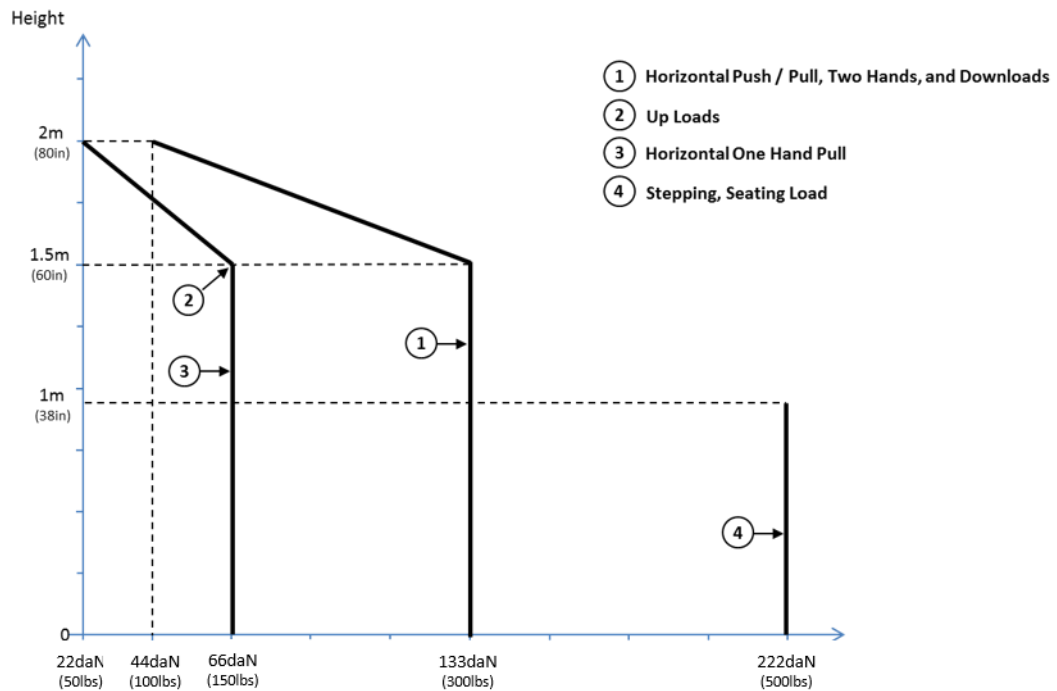 Height
1 Horizontal Push / Pull, Two Hands, and Downloads
2 Up Loads
3 Horizontal One Hand Pull
4 Stepping, Seating Load
2m
(80in)
1.5m
(60in)
2
1
3
1m
(38in)
4
0
22daN 44daN 66daN 133daN 222daN
(50lbs) (100lbs) (150lbs) (300lbs) (500lbs)